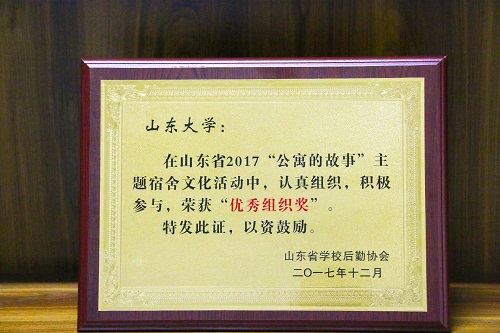 山东大学：
在山东省2017“公寓的故事”主
题宿舍文化活动中，认真组织，积极
参与，荣获“优秀组织奖”。
特发此证，以资鼓励。
山东省学校后勤协会
二〇一七年十二月